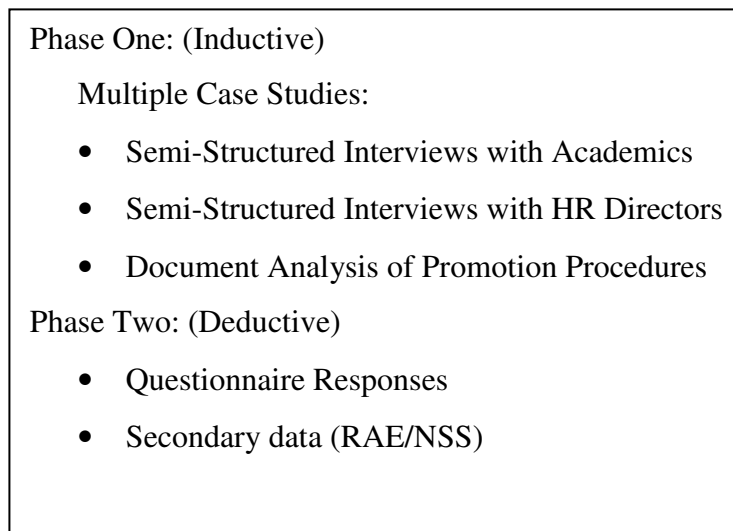 Phase One: (Inductive)
Multiple Case Studies:
• Semi-Structured Interviews with Academics
• Semi-Structured Interviews with HR Directors
• Document Analysis of Promotion Procedures
Phase Two: (Deductive)
• Questionnaire Responses
• Secondary data (RAE/NSS)